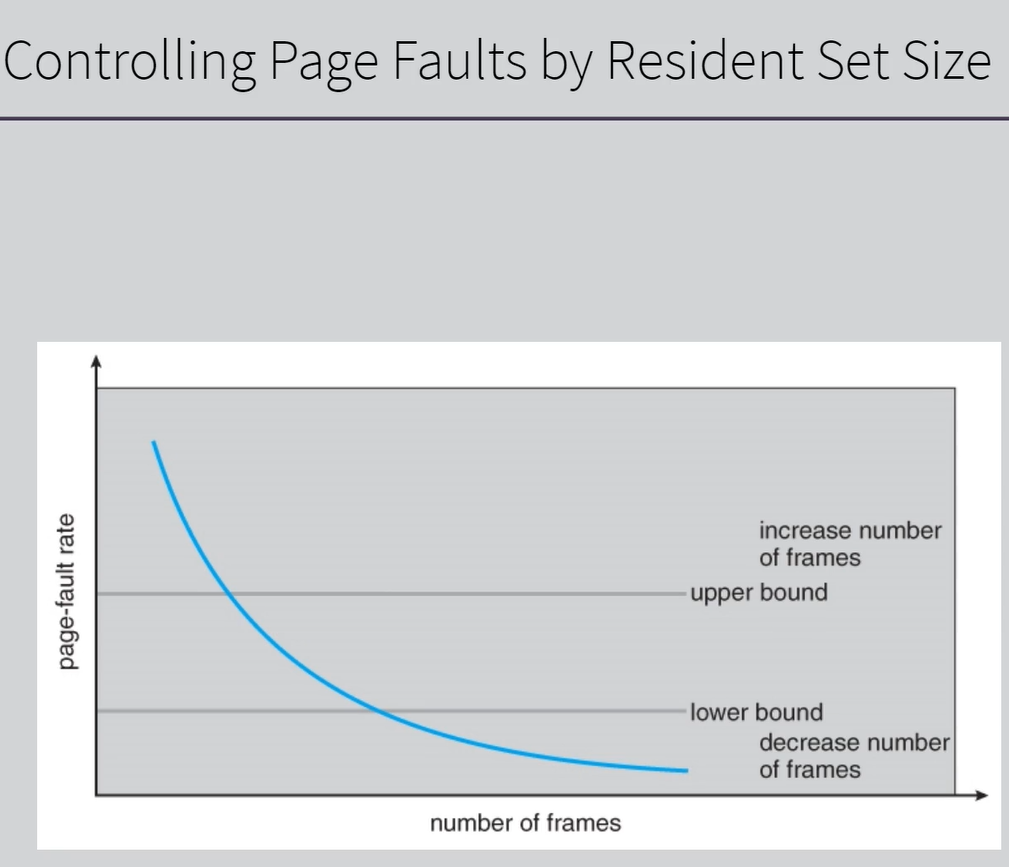 Controlling Page Faults by Resident Set Size
page-fault rate
increase number
of frames
upper bound
lower bound
decrease number
of frames
number of frames